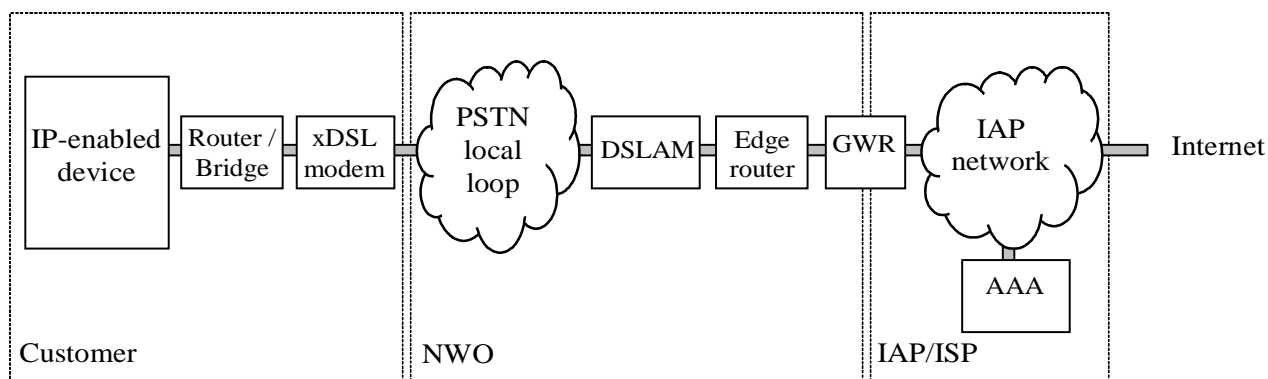 IP-enabled
device
Router /
Bridge
xDSL
modem
PSTN
local
loop
DSLAM
Edge
router
GWR
IAP
network
Internet
AAA
Customer
NWO
IAP/ISP